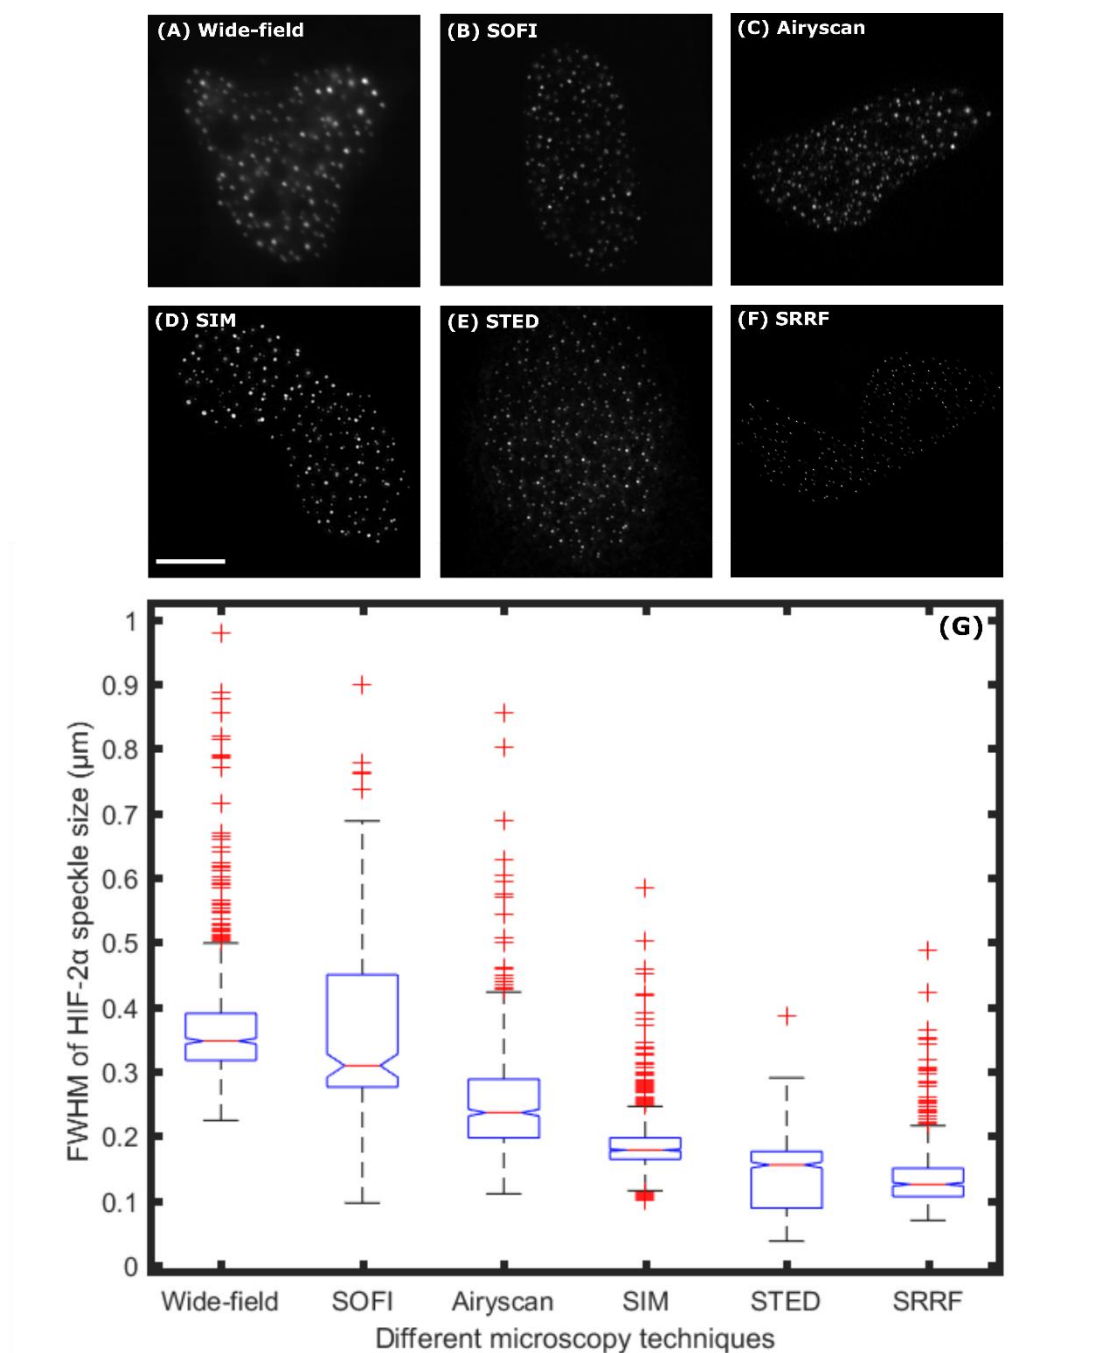 (A) Wide-field
(B) SOFI
(C) Airyscan
(D) SIM
(E) STED
(F) SRRF
(G)
FWHM of HIF-2α speckle size (μm)
1
0.9
0.8
0.7
0.6
0.5
0.4
0.3
0.2
0.1
0
Wide-field SOFI Airyscan SIM STED SRRF
Different microscopy techniques